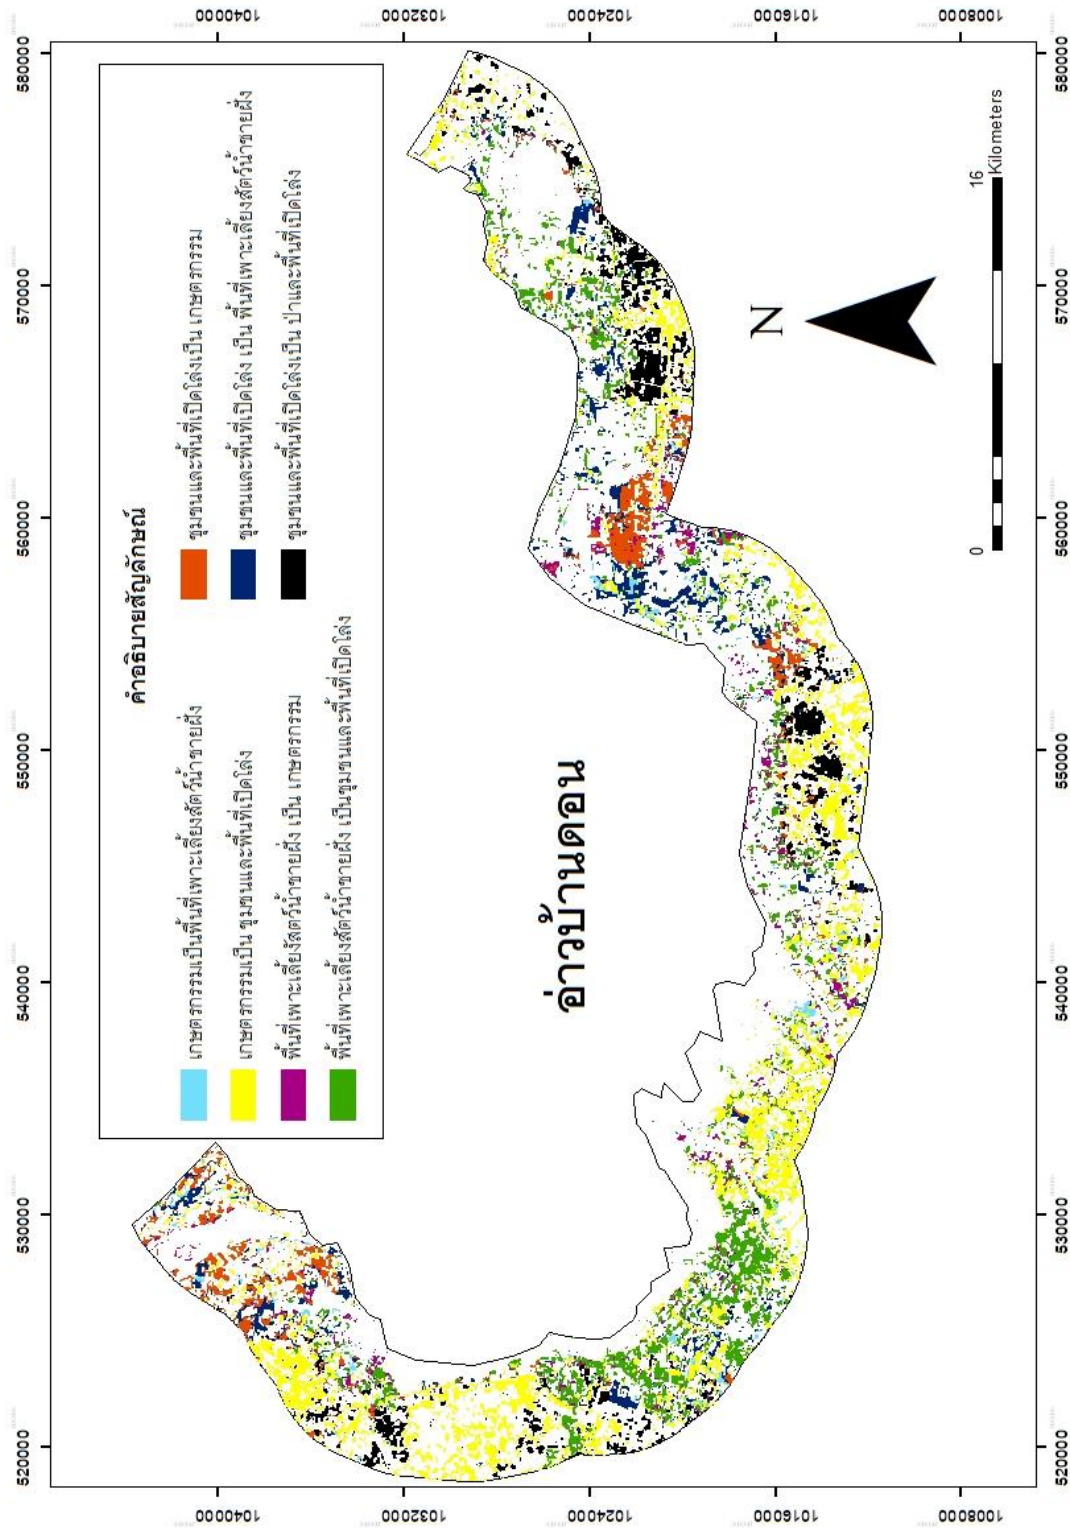 520000 530000 540000 550000 560000 570000 580000
1040000
1032000
1024000
1016000
1008000
คำอธิบายสัญลักษณ์
เกษตรกรรมเป็นพื้นที่เพาะเลี้ยงสัตว์น้ำชายฝั่ง
เกษตรกรรมเป็น ชุมชนและพื้นที่เปิดโล่ง
พื้นที่เพาะเลี้ยงสัตว์น้ำชายฝั่ง เป็น เกษตรกรรม
พื้นที่เพาะเลี้ยงสัตว์น้ำชายฝั่ง เป็นชุมชนและพื้นที่เปิดโล่ง
ชุมชนและพื้นที่เปิดโล่งเป็น เกษตรกรรม
ชุมชนและพื้นที่เปิดโล่ง เป็น พื้นที่เพาะเลี้ยงสัตว์น้ำชายฝั่ง
ชุมชนและพื้นที่เปิดโล่งเป็น ป่าและพื้นที่เปิดโล่ง
อ่าวบ้านดอน
N
0 16
Kilometers
1040000
1032000
1024000
1016000
1008000
520000 530000 540000 550000 560000 570000 580000